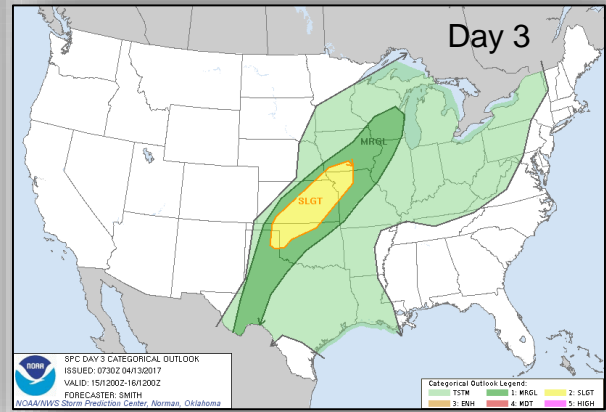 Day 3
MRGL
SLGT
NOAA
SPC DAY 3 CATEGORICAL OUTLOOK
ISSUED: 0730Z 04/13/2017
VALID: 15/1200Z-16/1200Z
FORECASTER: SMITH
NOAA/NWS Storm Prediction Center, Norman, Oklahoma
Categorical Outlook Legend:
TSTM 1: MRGL 2: SLGT
3: ENH 4: MDT 5: HIGH